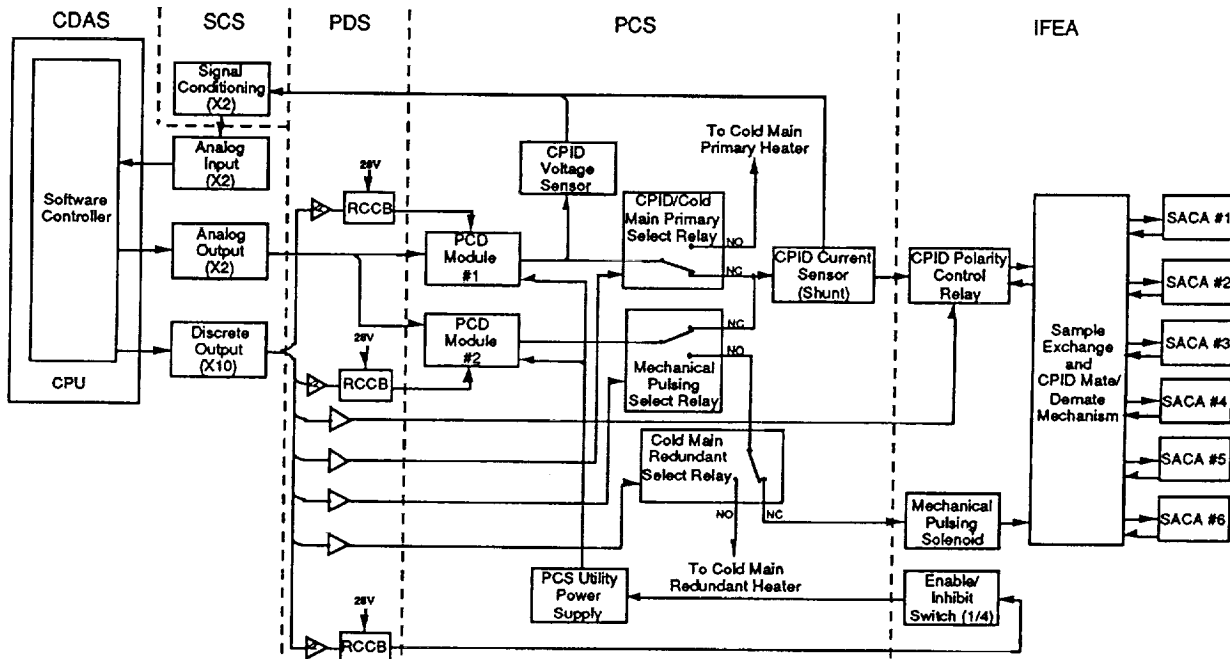 CDAS
SCS
PDS
PCS
IFEA
Signal
Conditioning
(X2)
Analog
Input
(X2)
Software
Controller
Analog
Output
(X2)
Discrete
Output
(X10)
CPU
28V
RCCB
28V
RCCB
28V
RCCB
PCD
Module
#1
PCD
Module
#2
CPID
Voltage
Sensor
To Cold Main
Primary Heater
CPID/Cold
Main Primary
Select Relay
NO
NC
NC
NO
Mechanical
Pulsing
Select Relay
CPID Current
Sensor
(Shunt)
Cold Main
Redundant
Select Relay
NO
NC
To Cold Main
Redundant Heater
PCS Utility
Power
Supply
CPID Polarity
Control
Relay
Mechanical
Pulsing
Solenoid
Enable/
Inhibit
Switch (1/4)
Sample
Exchange
and
CPID Mate/
Demate
Mechanism
SACA #1
SACA #2
SACA #3
SACA #4
SACA #5
SACA #6